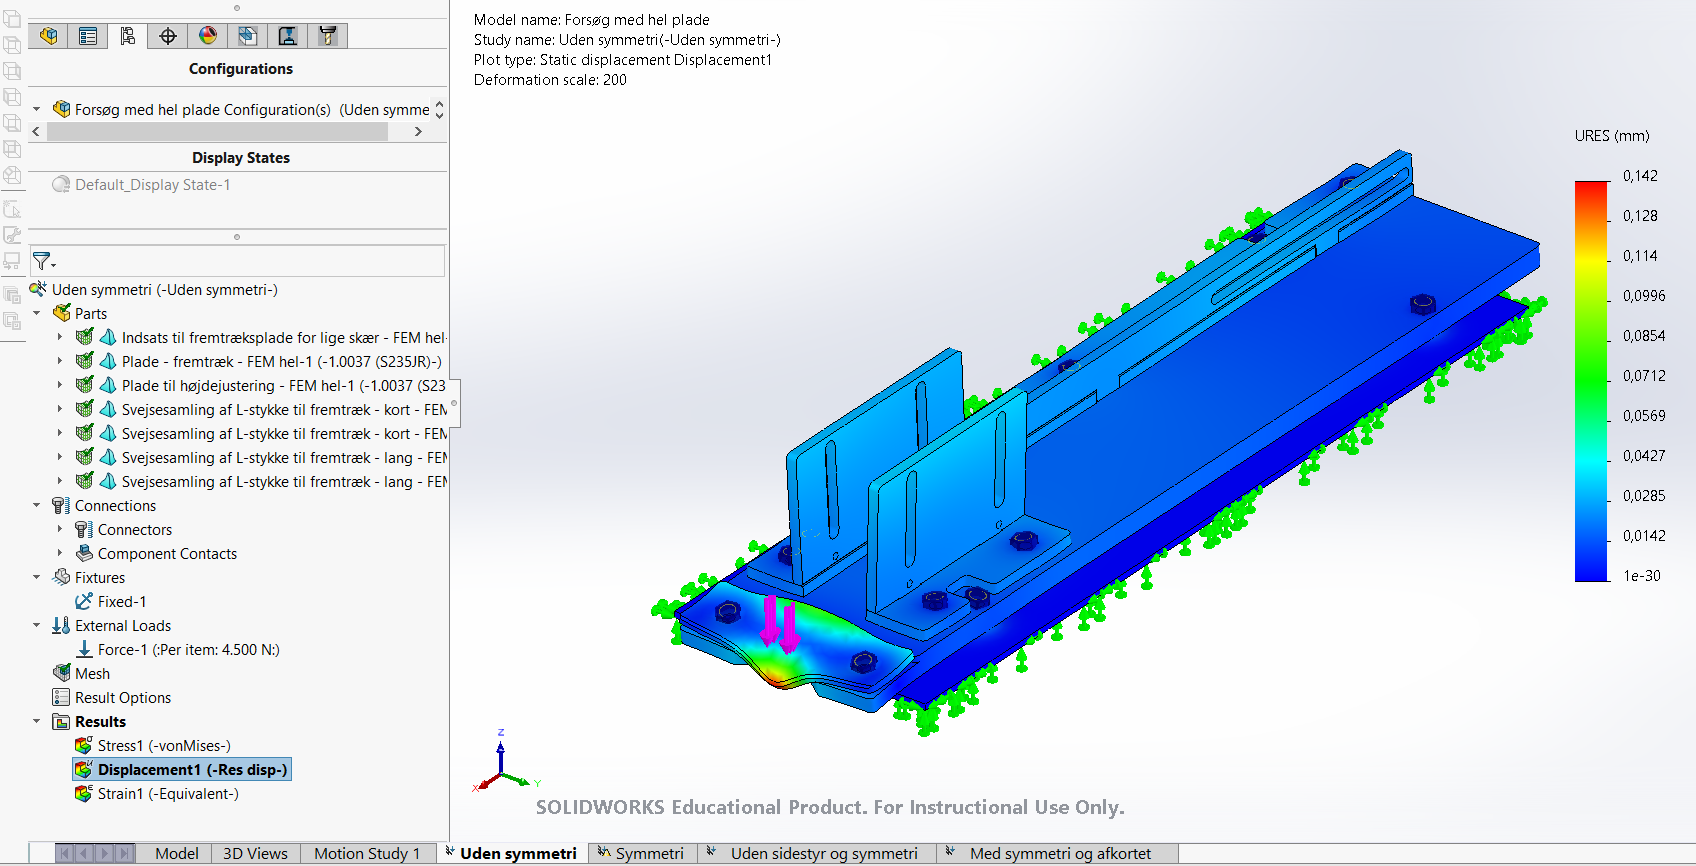 Configurations
Forsøg med hel plade Configuration(s) (Uden symme
Display States
Default_Display State-1
Uden symmetri (-Uden symmetri-)
Parts
Indsats til fremtræksplade for lige skær - FEM hel-
Plade - fremtræk - FEM hel-1 (-1.0037 (S235JR)-)
Plade til højdejustering - FEM hel-1 (-1.0037 (S23
Svejsesamling af L-stykke til fremtræk - kort - FEM
Svejsesamling af L-stykke til fremtræk - kort - FEM
Svejsesamling af L-stykke til fremtræk - lang - FEM
Svejsesamling af L-stykke til fremtræk - lang - FEM
Connections
Connectors
Component Contacts
Fixtures
Fixed-1
External Loads
Force-1 (:Per item: 4.500 N:)
Mesh
Result Options
Results
Stress1 (-vonMises-)
Displacement1 (-Res disp-)
Strain1 (-Equivalent-)
Model name: Forsøg med hel plade
Study name: Uden symmetri(-Uden symmetri-)
Plot type: Static displacement Displacement1
Deformation scale: 200
URES (mm)
0,142
0,128
0,114
0,0996
0,0854
0,0712
0,0569
0,0427
0,0285
0,0142
1e-30
Z
X
Y
SOLIDWORKS Educational Product. For Instructional Use Only.
Model
3D Views
Motion Study 1
Uden symmetri
Symmetri
Uden sidestyr og symmetri
Med symmetri og afkortet